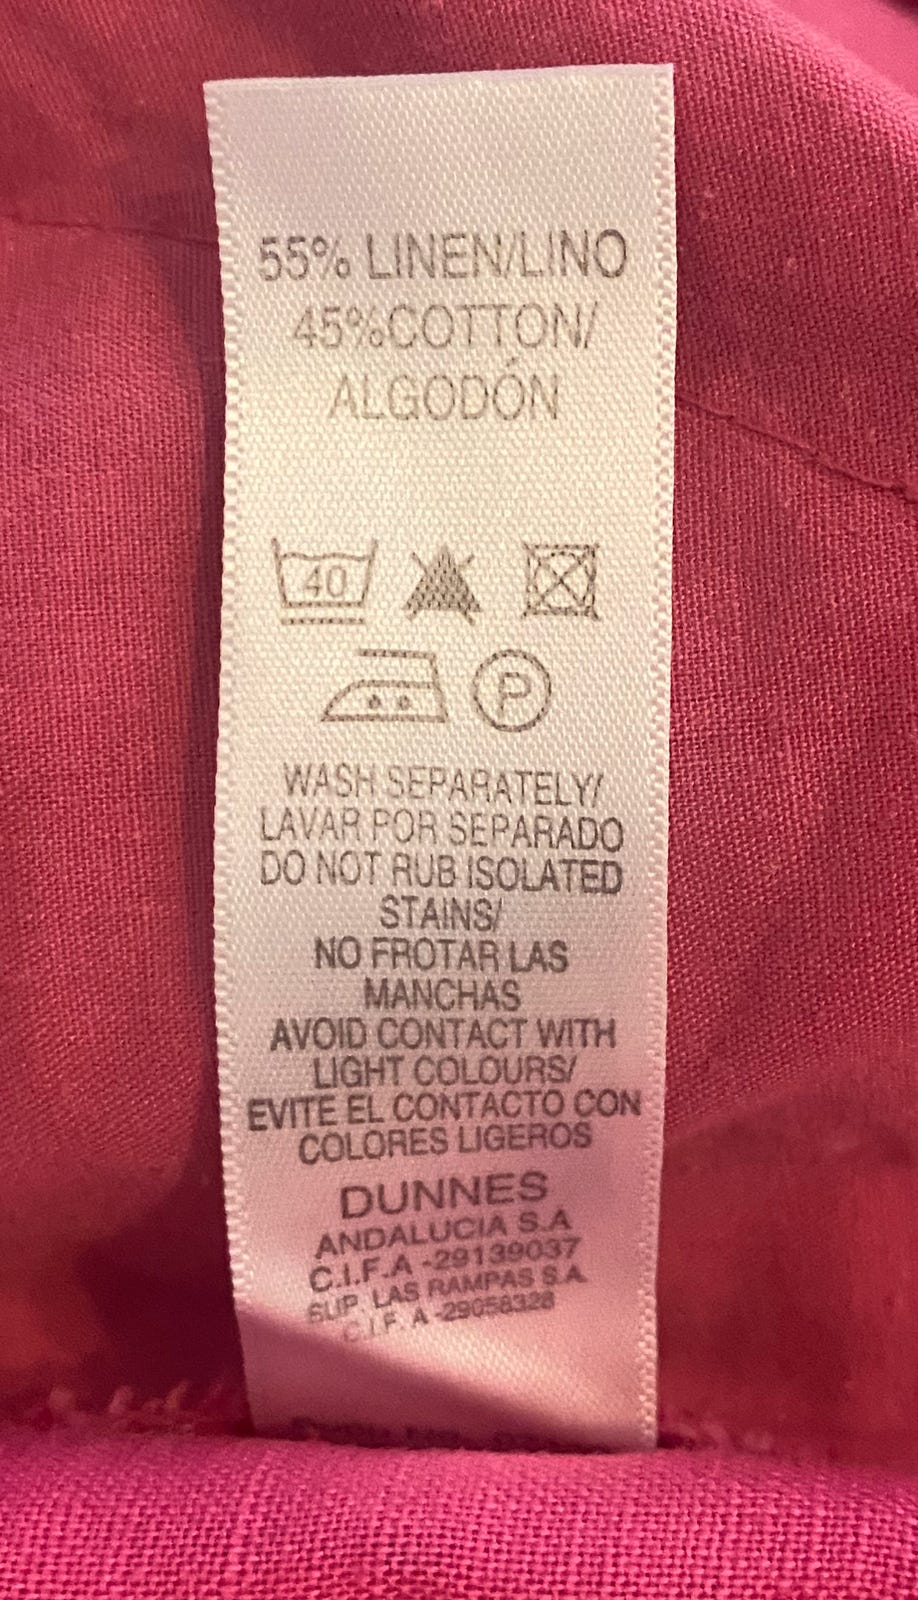 55% LINEN/LINO
45%COTTON/
ALGODÓN
40
P
WASH SEPARATELY/
LAVAR POR SEPARADO
DO NOT RUB ISOLATED
STAINS/
NO FROTAR LAS
MANCHAS
AVOID CONTACT WITH
LIGHT COLOURS/
EVITE EL CONTACTO CON
COLORES LIGEROS
DUNNES
ANDALUCIA S.A
C.I.F.A -29139037
SUP. LAS RAMPAS S.A.
C.I.F. A -29058328